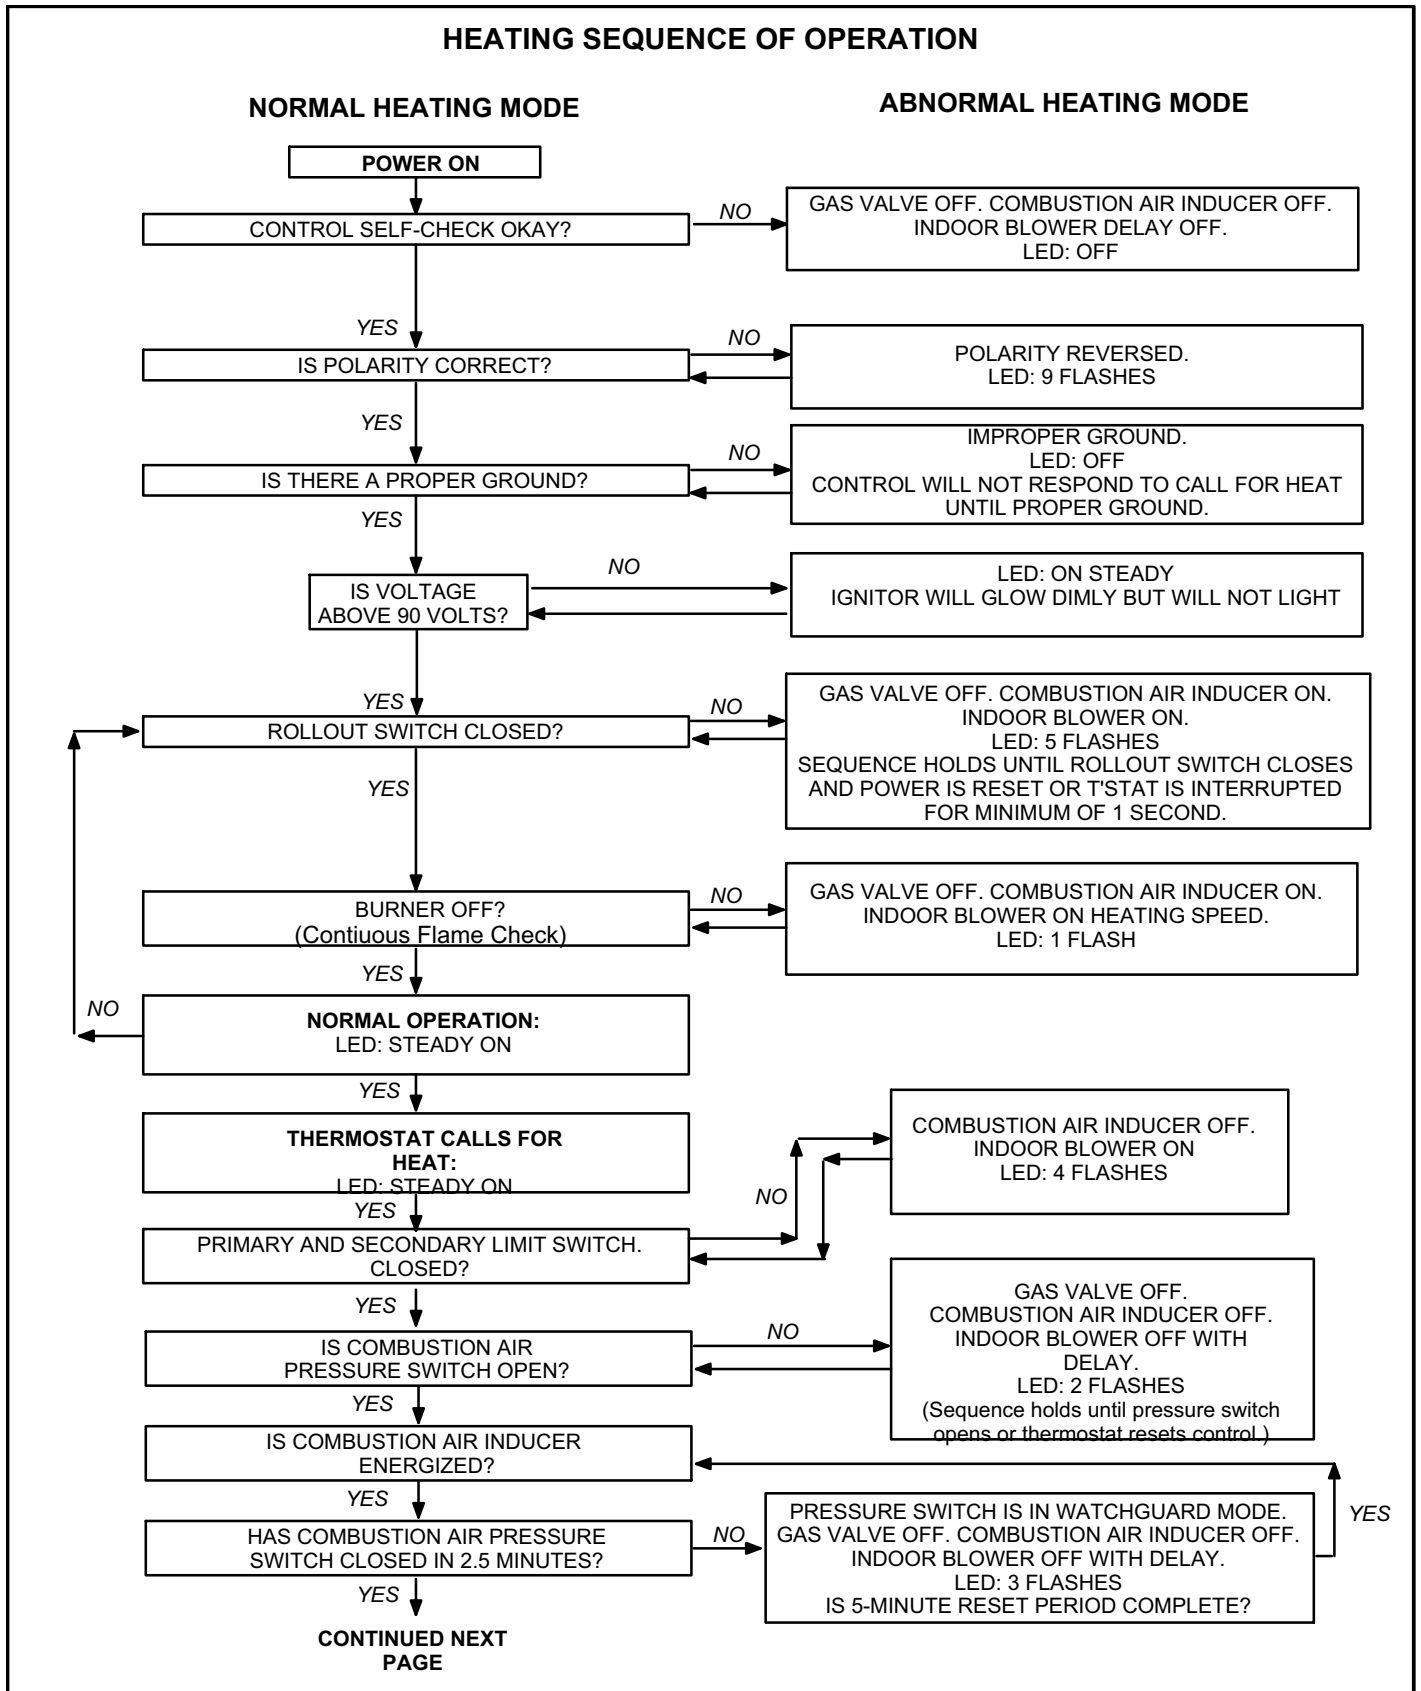 HEATING SEQUENCE OF OPERATION
NORMAL HEATING MODE
ABNORMAL HEATING MODE
POWER ON
CONTROL SELF-CHECK OKAY?
NO
GAS VALVE OFF. COMBUSTION AIR INDUCER OFF.
INDOOR BLOWER DELAY OFF.
LED: OFF
YES
IS POLARITY CORRECT?
NO
POLARITY REVERSED.
LED: 9 FLASHES
YES
IS THERE A PROPER GROUND?
NO
IMPROPER GROUND.
LED: OFF
CONTROL WILL NOT RESPOND TO CALL FOR HEAT
UNTIL PROPER GROUND.
YES
IS VOLTAGE
ABOVE 90 VOLTS?
NO
LED: ON STEADY
IGNITOR WILL GLOW DIMLY BUT WILL NOT LIGHT
YES
ROLLOUT SWITCH CLOSED?
NO
GAS VALVE OFF. COMBUSTION AIR INDUCER ON.
INDOOR BLOWER ON.
LED: 5 FLASHES
SEQUENCE HOLDS UNTIL ROLLOUT SWITCH CLOSES
AND POWER IS RESET OR T'STAT IS INTERRUPTED
FOR MINIMUM OF 1 SECOND.
YES
BURNER OFF?
(Contiuous Flame Check)
NO
GAS VALVE OFF. COMBUSTION AIR INDUCER ON.
INDOOR BLOWER ON HEATING SPEED.
LED: 1 FLASH
YES
NO
NORMAL OPERATION:
LED: STEADY ON
YES
THERMOSTAT CALLS FOR
HEAT:
LED: STEADY ON
YES
PRIMARY AND SECONDARY LIMIT SWITCH.
CLOSED?
NO
COMBUSTION AIR INDUCER OFF.
INDOOR BLOWER ON
LED: 4 FLASHES
YES
IS COMBUSTION AIR
PRESSURE SWITCH OPEN?
NO
GAS VALVE OFF.
COMBUSTION AIR INDUCER OFF.
INDOOR BLOWER OFF WITH
DELAY.
LED: 2 FLASHES
(Sequence holds until pressure switch
opens or thermostat resets control.)
YES
IS COMBUSTION AIR INDUCER
ENERGIZED?
YES
HAS COMBUSTION AIR PRESSURE
SWITCH CLOSED IN 2.5 MINUTES?
NO
PRESSURE SWITCH IS IN WATCHGUARD MODE.
GAS VALVE OFF. COMBUSTION AIR INDUCER OFF.
INDOOR BLOWER OFF WITH DELAY.
LED: 3 FLASHES
IS 5-MINUTE RESET PERIOD COMPLETE?
YES
YES
CONTINUED NEXT
PAGE